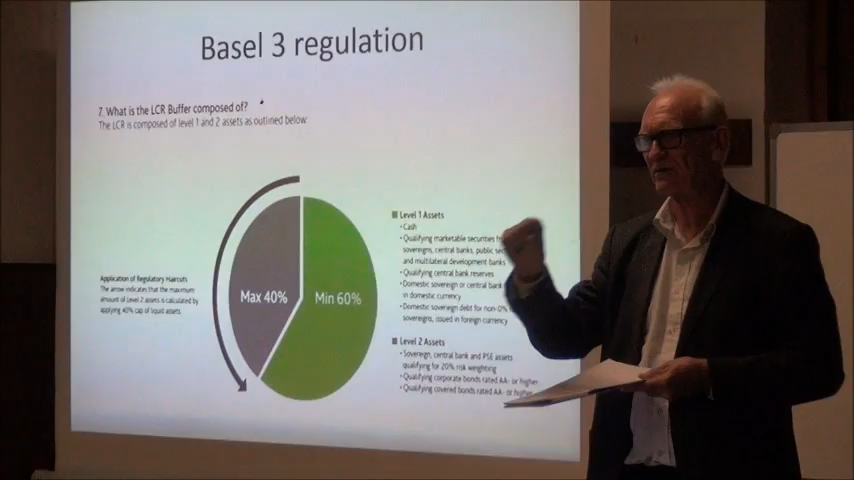 Basel 3 regulation
7. What is the LCR Buffer composed of?
The LCR is composed of level 1 and 2 assets as outlined below
Application of Regulatory Haircuts
The arrow indicates that the maximum
amount of Level 2 assets is calculated by
applying 40% cap of liquid assets.
Max 40%
Min 60%
Level 1 Assets
• Cash
• Qualifying marketable securities
sovereigns, central banks, public
and multilateral development banks
• Qualifying central bank reserves
• Domestic sovereign or central bank
in domestic currency
• Domestic sovereign debt for non-0%
sovereigns, issued in foreign currency
Level 2 Assets
• Sovereign, central bank and PSE assets
qualifying for 20% risk weighting
• Qualifying corporate bonds rated AA- or higher
• Qualifying covered bonds rated AA- or higher